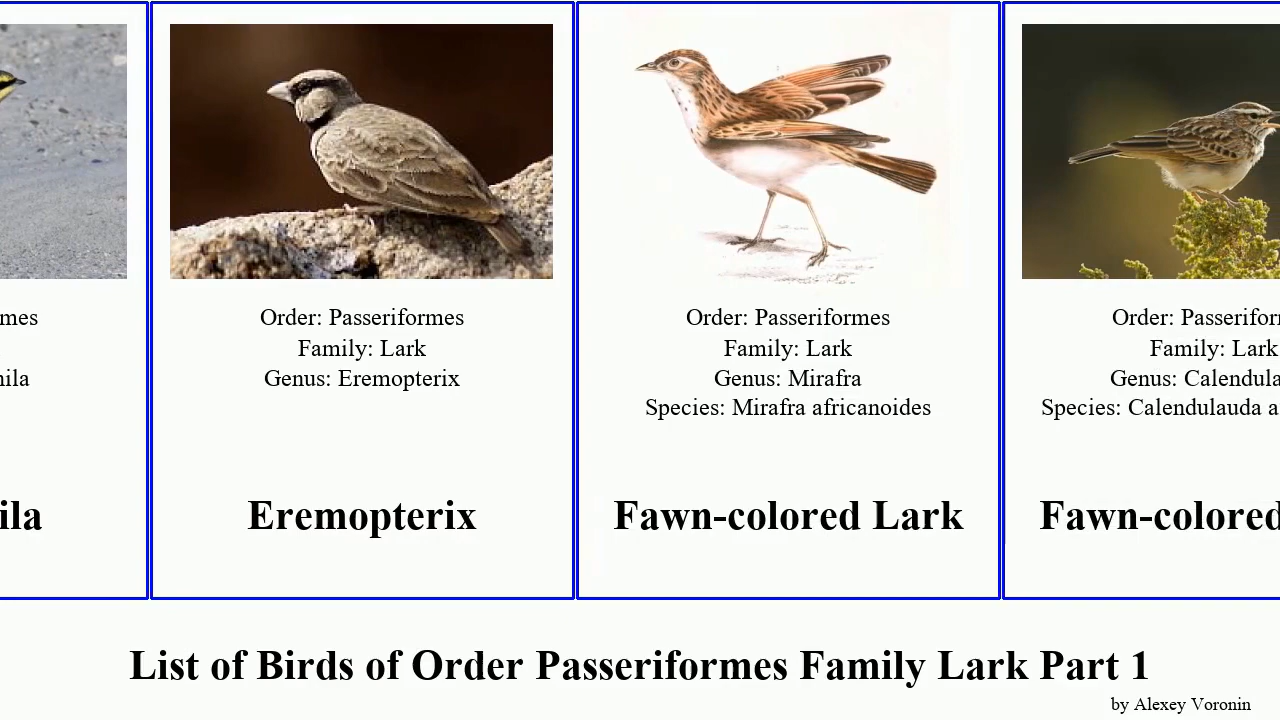 mes
ila
ila
Order: Passeriformes
Family: Lark
Genus: Eremopterix
Eremopterix
Order: Passeriformes
Family: Lark
Genus: Mirafra
Species: Mirafra africanoides
Fawn-colored Lark
Order: Passerifor
Family: Lark
Genus: Calendula
Species: Calendulauda a
Fawn-colored
List of Birds of Order Passeriformes Family Lark Part 1
by Alexey Voronin